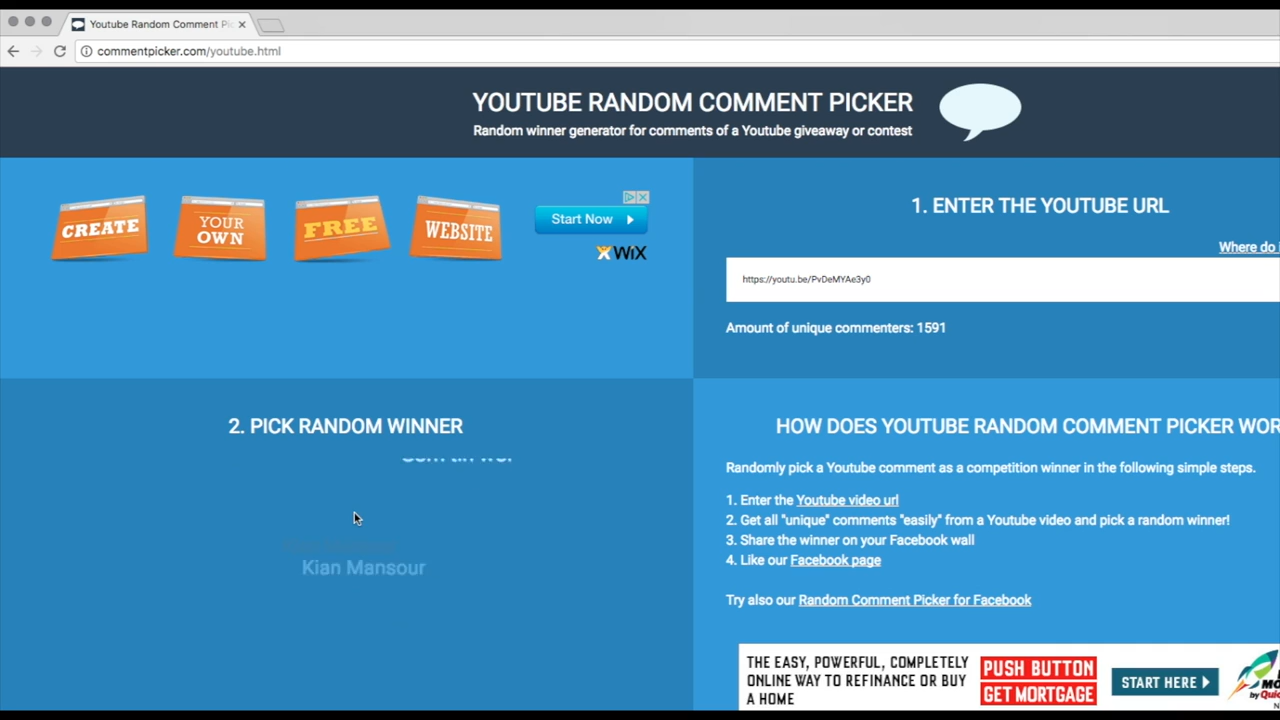 Youtube Random Comment Pi
commentpicker.com/youtube.html
YOUTUBE RANDOM COMMENT PICKER
Random winner generator for comments of a Youtube giveaway or contest
CREATE
YOUR OWN
FREE
WEBSITE
Start Now
WiX
1. ENTER THE YOUTUBE URL
Where do i
https://youtu.be/PvDeMYAe3y0
Amount of unique commenters: 1591
2. PICK RANDOM WINNER
Kian Mansour
HOW DOES YOUTUBE RANDOM COMMENT PICKER WOR
Randomly pick a Youtube comment as a competition winner in the following simple steps.
1. Enter the Youtube video url
2. Get all "unique" comments "easily" from a Youtube video and pick a random winner!
3. Share the winner on your Facebook wall
4. Like our Facebook page
Try also our Random Comment Picker for Facebook
THE EASY, POWERFUL, COMPLETELY
ONLINE WAY TO REFINANCE OR BUY
A HOME
PUSH BUTTON
GET MORTGAGE
START HERE